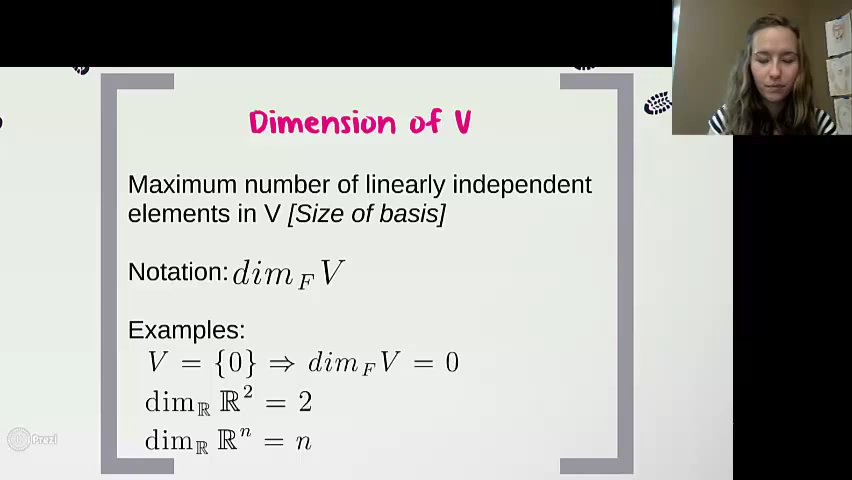 Dimension of V
Maximum number of linearly independent
elements in V [Size of basis]
Notation: dim_F V
Examples:
V = {0} ⇒ dim_F V = 0
dim_ℝ ℝ² = 2
dim_ℝ ℝⁿ = n
Prezi